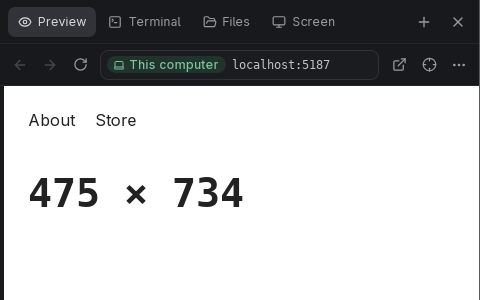 Preview Terminal Files Screen
This computer localhost:5187
About Store
475 × 734